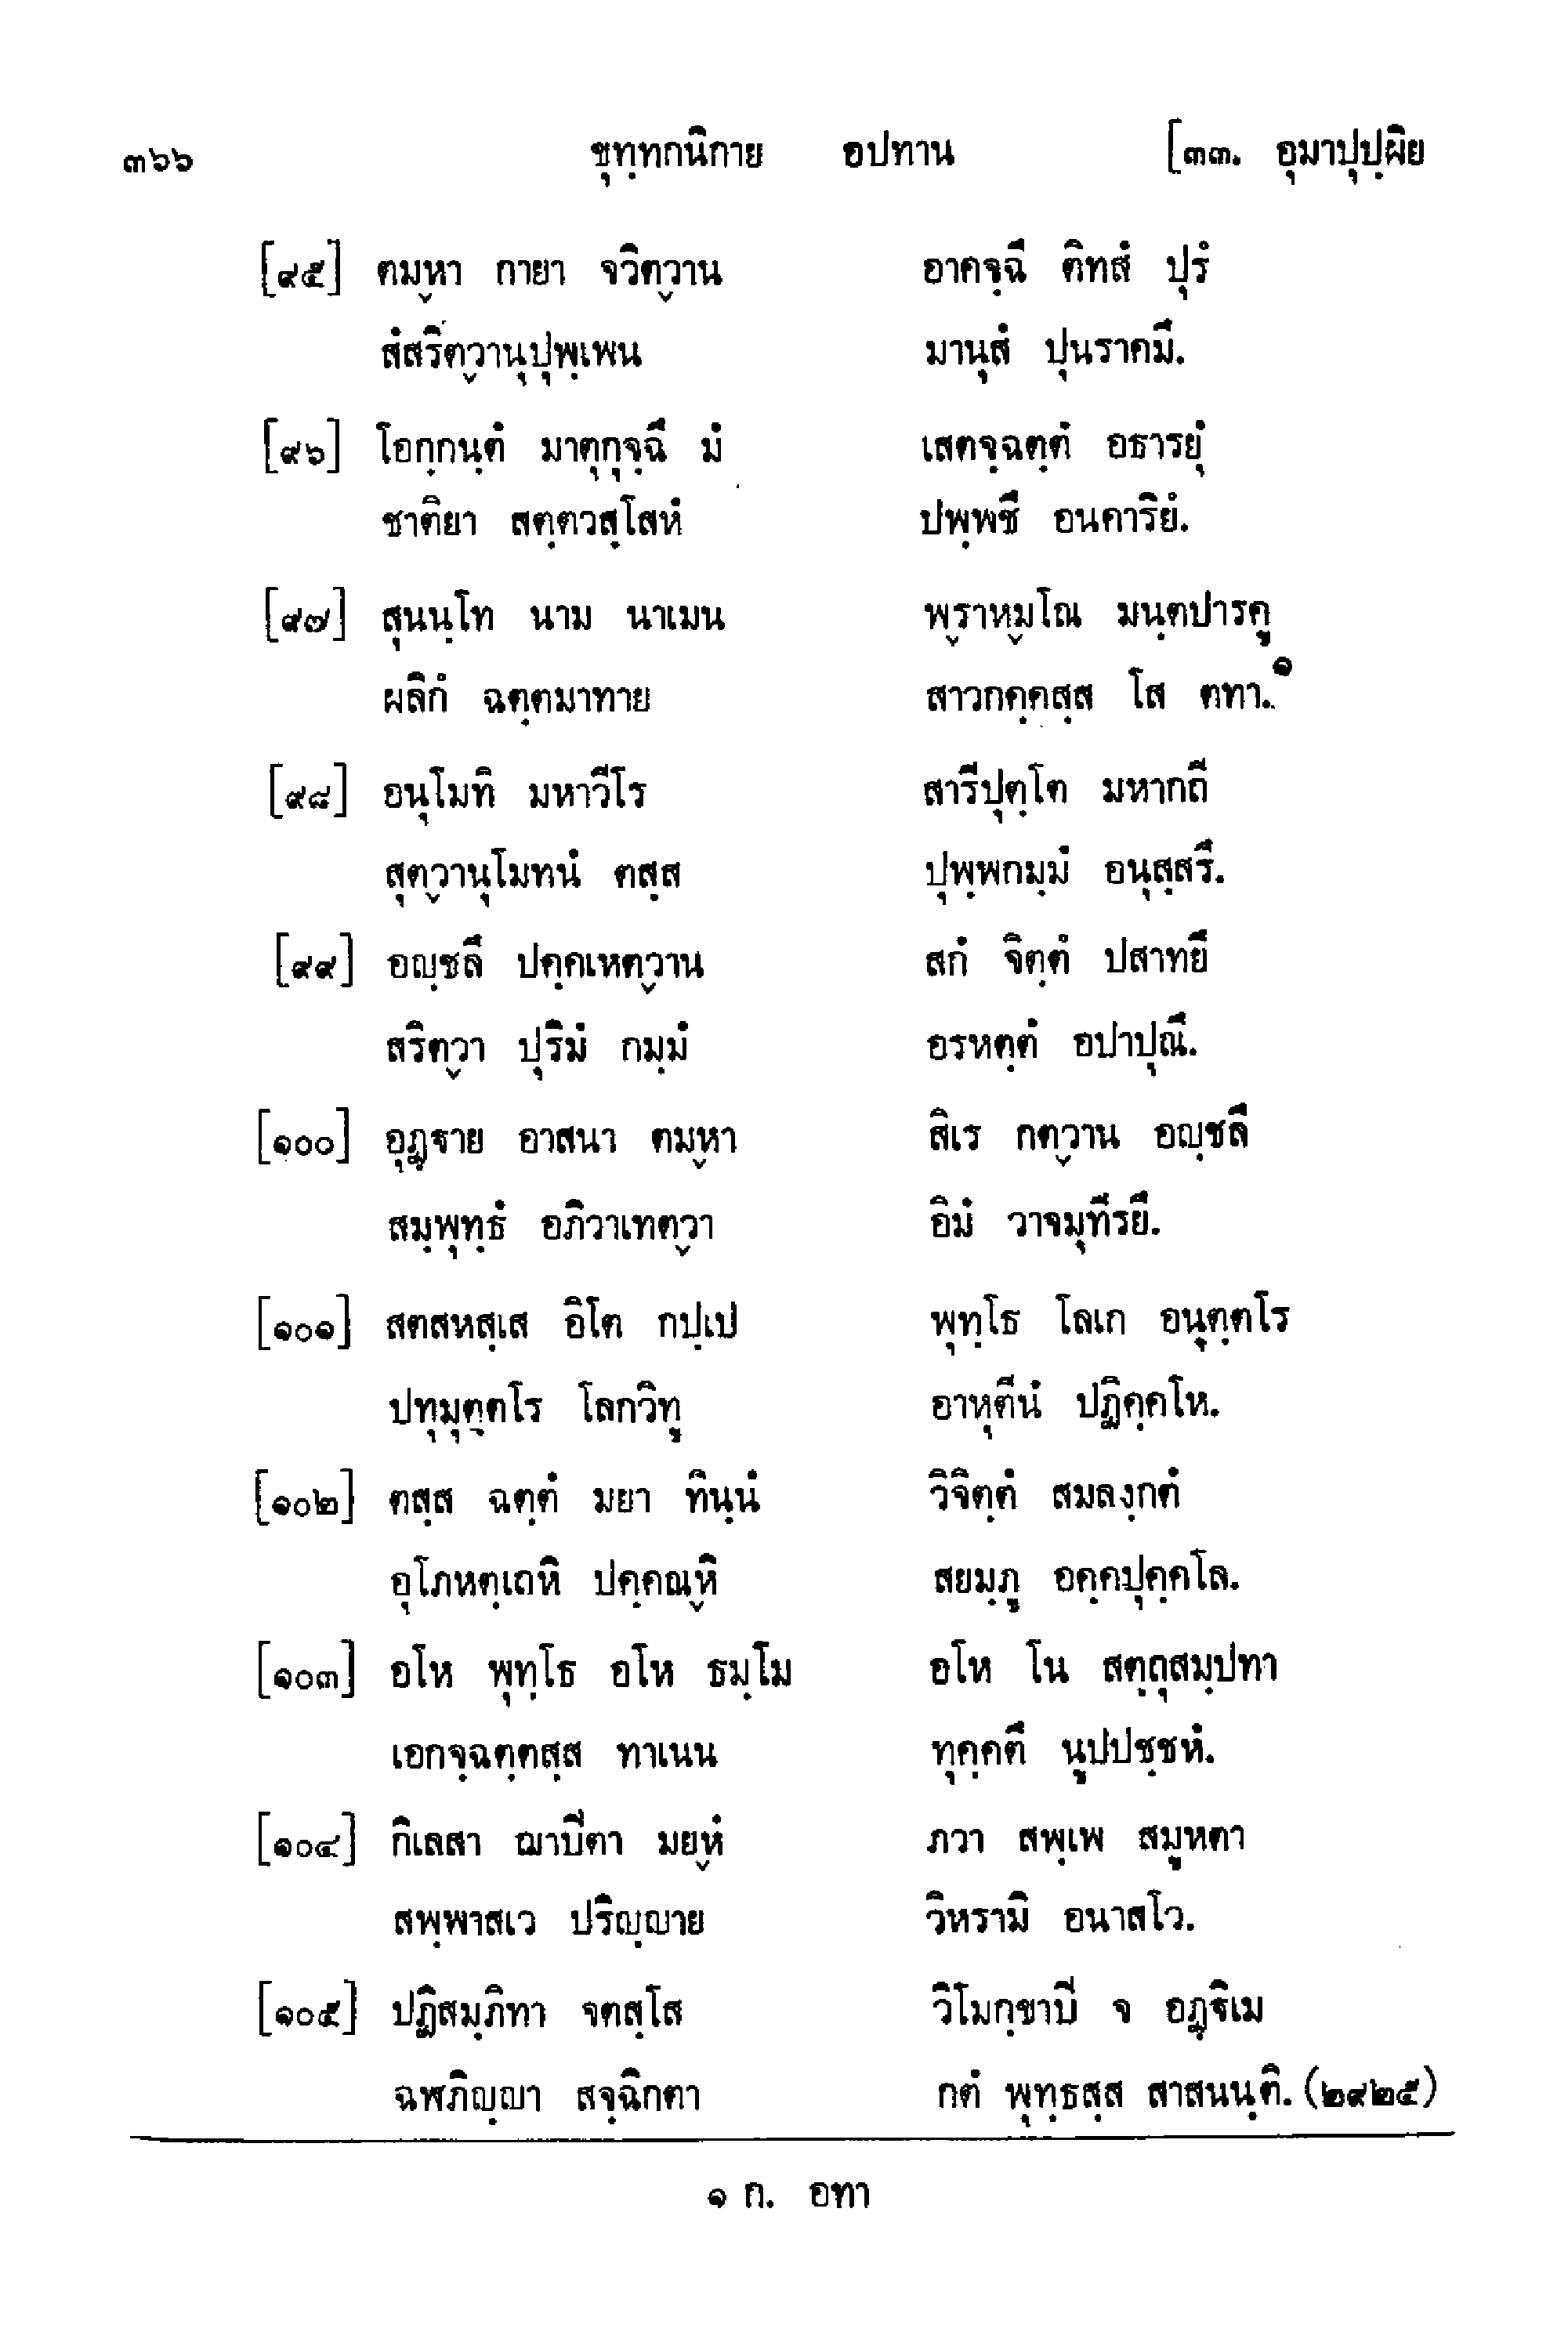 ๓๖๖ ขุทฺทกนิกาย อปทาน [๓๓. อุมาปุปฺผิย
[๙๕] ตมฺหา กายา จวิตฺวาน อาคจฺฉึ ติทสํ ปุรํ
สํสริตฺวานุปุพฺเพน มานุสํ ปุนราคมึ.
[๙๖] โอกฺกนฺตํ มาตุกุจฺฉึ มํ เสตจฺฉตฺตํ อธารยุํ
ชาติยา สตฺตวสฺโสหํ ปพฺพชึ อนคาริยํ.
[๙๗] สุนนฺโท นาม นาเมน พฺราหฺมโณ มนฺตปารคู
ผลิกํ ฉตฺตมาทาย สาวกคฺคสฺส โส ตทา.๑
[๙๘] อนุโมทิ มหาวีโร สารีปุตฺโต มหากถี
สุตฺวานุโมทนํ ตสฺส ปุพฺพกมฺมํ อนุสฺสรึ.
[๙๙] อญฺชลึ ปคฺคเหตฺวาน สกํ จิตฺตํ ปสาทยึ
สริตฺวา ปุริมํ กมฺมํ อรหตฺตํ อปาปุณึ.
[๑๐๐] อุฏฺฐาย อาสนา ตมฺหา สิเร กตฺวาน อญฺชลึ
สมฺพุทฺธํ อภิวาเทตฺวา อิมํ วาจมุทีรยึ.
[๑๐๑] สตสหสฺเส อิโต กปฺเป พุทฺโธ โลเก อนุตฺตโร
ปทุมุตฺตโร โลกวิทู อาหุตีนํ ปฏิคฺคโห.
[๑๐๒] ตสฺส ฉตฺตํ มยา ทินฺนํ วิจิตฺตํ สมลงฺกตํ
อุโภหตฺเถหิ ปคฺคณฺหิ สยมฺภู อคฺคปุคฺคโล.
[๑๐๓] อโห พุทฺโธ อโห ธมฺโม อโห โน สตฺถุสมฺปทา
เอกจฺฉตฺตสฺส ทาเนน ทุคฺคตึ นูปปชฺชหํ.
[๑๐๔] กิเลสา ฌาปิตา มยฺหํ ภวา สพฺเพ สมูหตา
สพฺพาสเว ปริญฺญาย วิหรามิ อนาสโว.
[๑๐๕] ปฏิสมฺภิทา จตสฺโส วิโมกฺขาปิ จ อฏฺฐิเม
ฉฬภิญฺญา สจฺฉิกตา กตํ พุทฺธสฺส สาสนนฺติ. (๒๙๒๕)
๑ ก. อทา